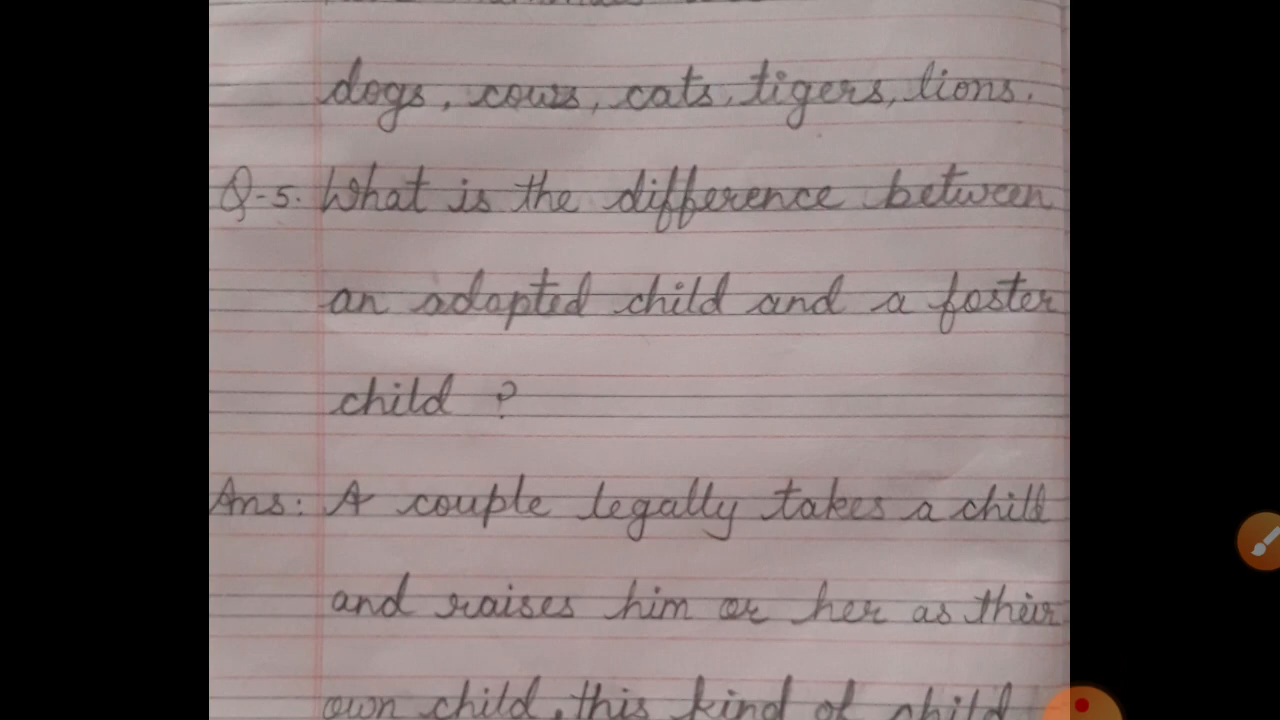 dogs, cows, cats, tigers, lions.
Q-5. What is the difference between
an adopted child and a foster
child ?
Ans: A couple legally takes a child
and raises him or her as their
own child, this kind of child